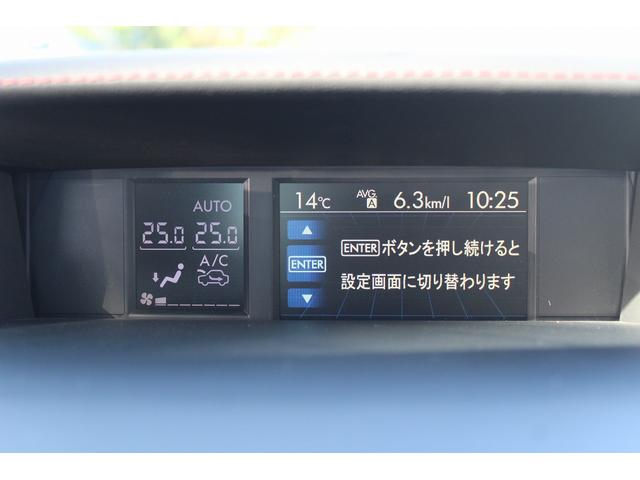 AUTO
25.0 25.0
A/C
14℃ AVG. A 6.3km/l 10:25
ENTER
ENTERボタンを押し続けると
設定画面に切り替わります